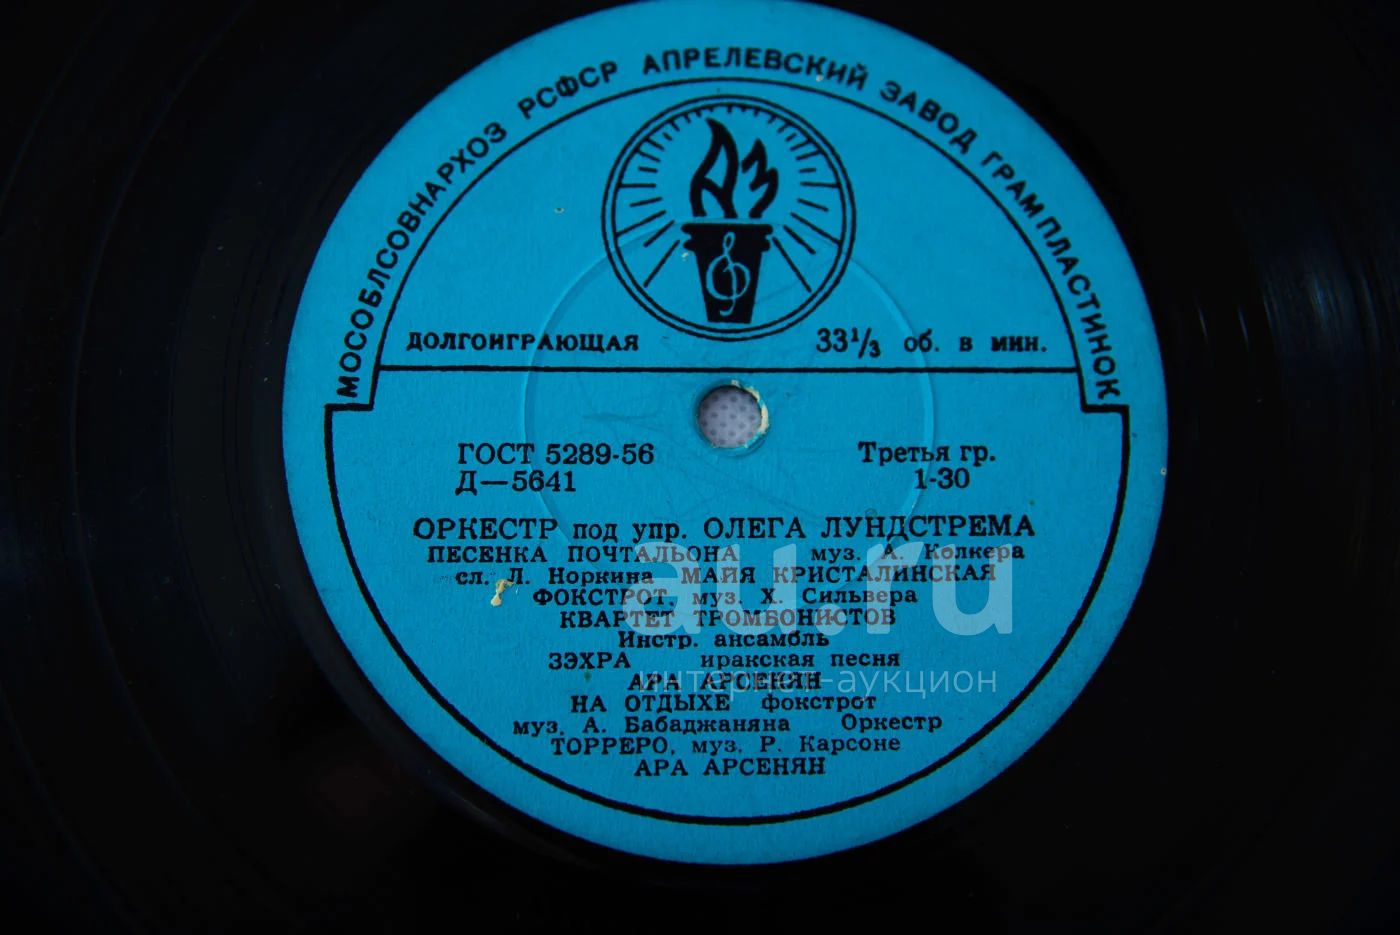 МОСОБЛСОВНАРХОЗ РСФСР АПРЕЛЕВСКИЙ ЗАВОД ГРАМПЛАСТИНОК
АЗ
ДОЛГОИГРАЮЩАЯ 33⅓ об. в мин.
ГОСТ 5289-56 Третья гр.
Д—5641 1-30
ОРКЕСТР под упр. ОЛЕГА ЛУНДСТРЕМА
ПЕСЕНКА ПОЧТАЛЬОНА муз. А. Колкера
сл. Л. Норкина МАЙЯ КРИСТАЛИНСКАЯ
ФОКСТРОТ, муз. Х. Сильвера
КВАРТЕТ ТРОМБОНИСТОВ
Инстр. ансамбль
ЗЭХРА иракская песня
АРА АРСЕНЯН
НА ОТДЫХЕ фокстрот
муз. А. Бабаджаняна Оркестр
ТОРРЕРО, муз. Р. Карсоне
АРА АРСЕНЯН
au.ru
интернет-аукцион